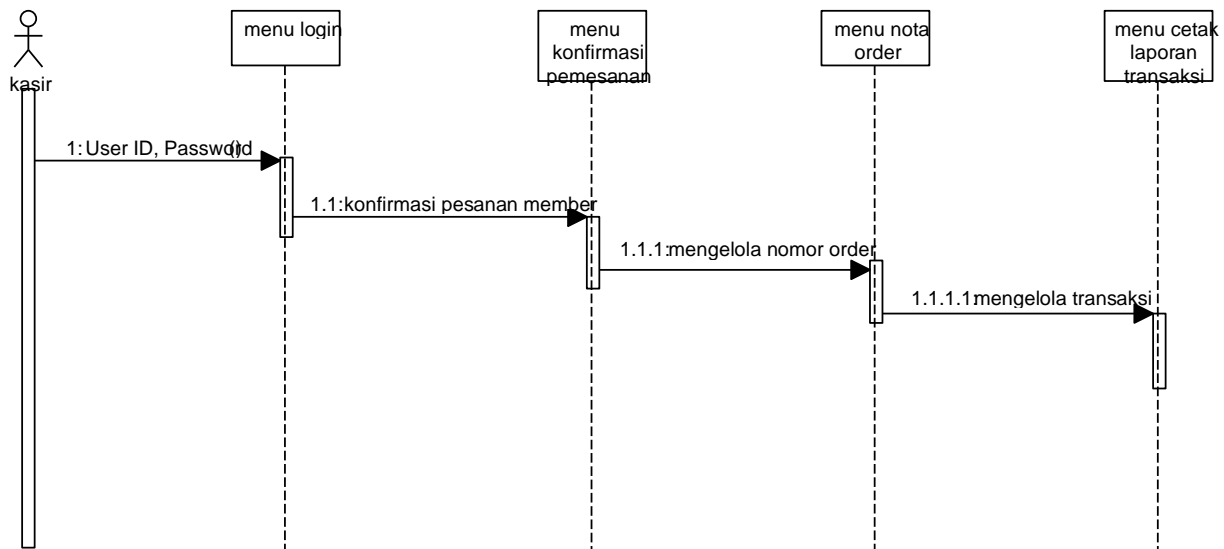 menu login
menu
konfirmasi
pemesanan
menu nota
order
menu cetak
laporan
transaksi
kasir
1: User ID, Password()
1.1:konfirmasi pesanan member
1.1.1:mengelola nomor order
1.1.1.1:mengelola transaksi